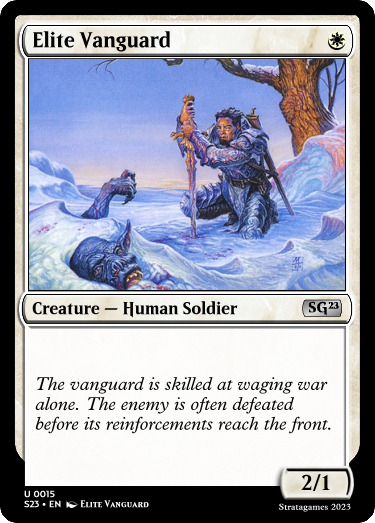 Elite Vanguard
Creature — Human Soldier
SG23
The vanguard is skilled at waging war
alone. The enemy is often defeated
before its reinforcements reach the front.
2/1
U 0015
S23 • EN Elite Vanguard
Stratagames 2023